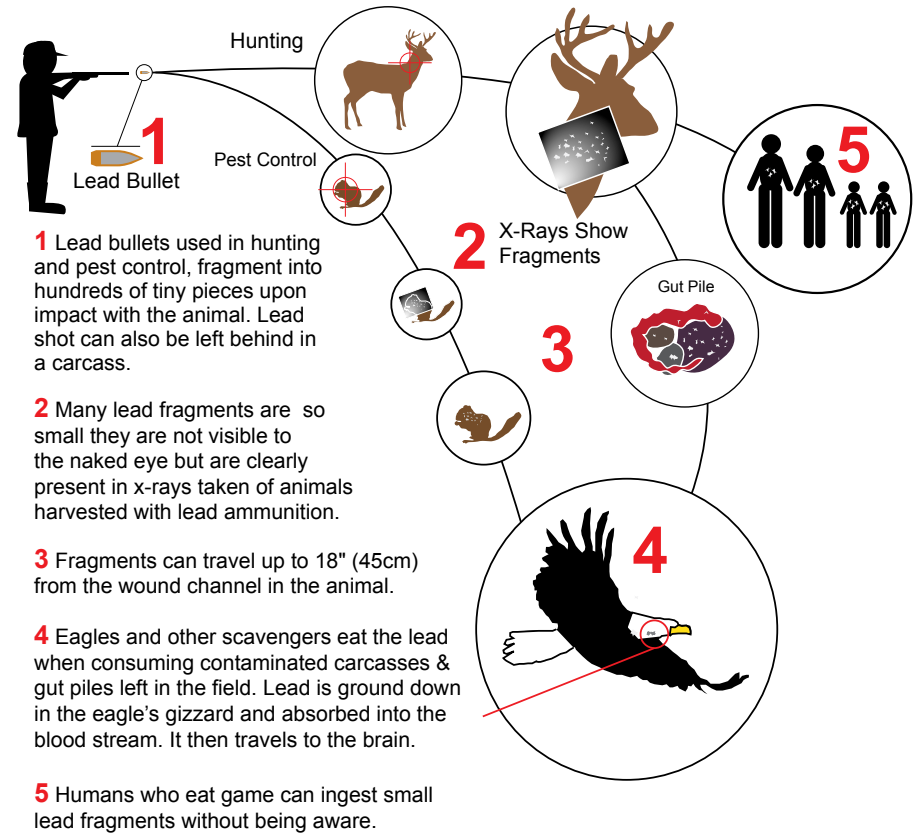 Hunting
1
Lead Bullet
Pest Control
2
X-Rays Show
Fragments
5
Gut Pile
3
4
1 Lead bullets used in hunting
and pest control, fragment into
hundreds of tiny pieces upon
impact with the animal. Lead
shot can also be left behind in
a carcass.
2 Many lead fragments are so
small they are not visible to
the naked eye but are clearly
present in x-rays taken of animals
harvested with lead ammunition.
3 Fragments can travel up to 18" (45cm)
from the wound channel in the animal.
4 Eagles and other scavengers eat the lead
when consuming contaminated carcasses &
gut piles left in the field. Lead is ground down
in the eagle's gizzard and absorbed into the
blood stream. It then travels to the brain.
5 Humans who eat game can ingest small
lead fragments without being aware.